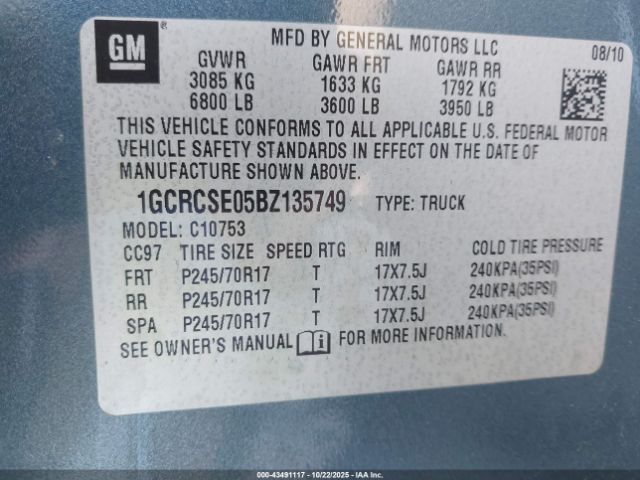 GM ®
MFD BY GENERAL MOTORS LLC 08/10
GVWR GAWR FRT GAWR RR
3085 KG 1633 KG 1792 KG
6800 LB 3600 LB 3950 LB
THIS VEHICLE CONFORMS TO ALL APPLICABLE U.S. FEDERAL MOTOR
VEHICLE SAFETY STANDARDS IN EFFECT ON THE DATE OF
MANUFACTURE SHOWN ABOVE.
1GCRCSE05BZ135749 TYPE: TRUCK
MODEL: C10753
CC97 TIRE SIZE SPEED RTG RIM COLD TIRE PRESSURE
FRT P245/70R17 T 17X7.5J 240KPA(35PSI)
RR P245/70R17 T 17X7.5J 240KPA(35PSI)
SPA P245/70R17 T 17X7.5J 240KPA(35PSI)
SEE OWNER'S MANUAL i FOR MORE INFORMATION.
000-43491117 - 10/22/2025 - IAAI, Inc.